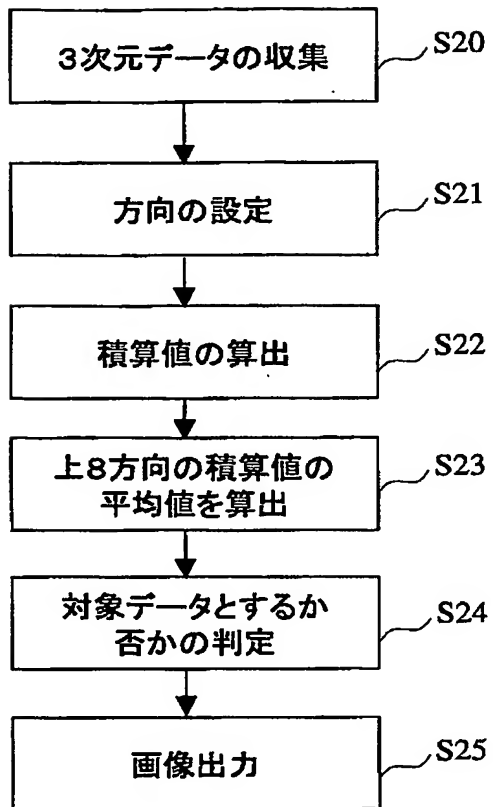 3次元データの収集
S20
方向の設定
S21
積算値の算出
S22
上8方向の積算値の
平均値を算出
S23
対象データとするか
否かの判定
S24
画像出力
S25